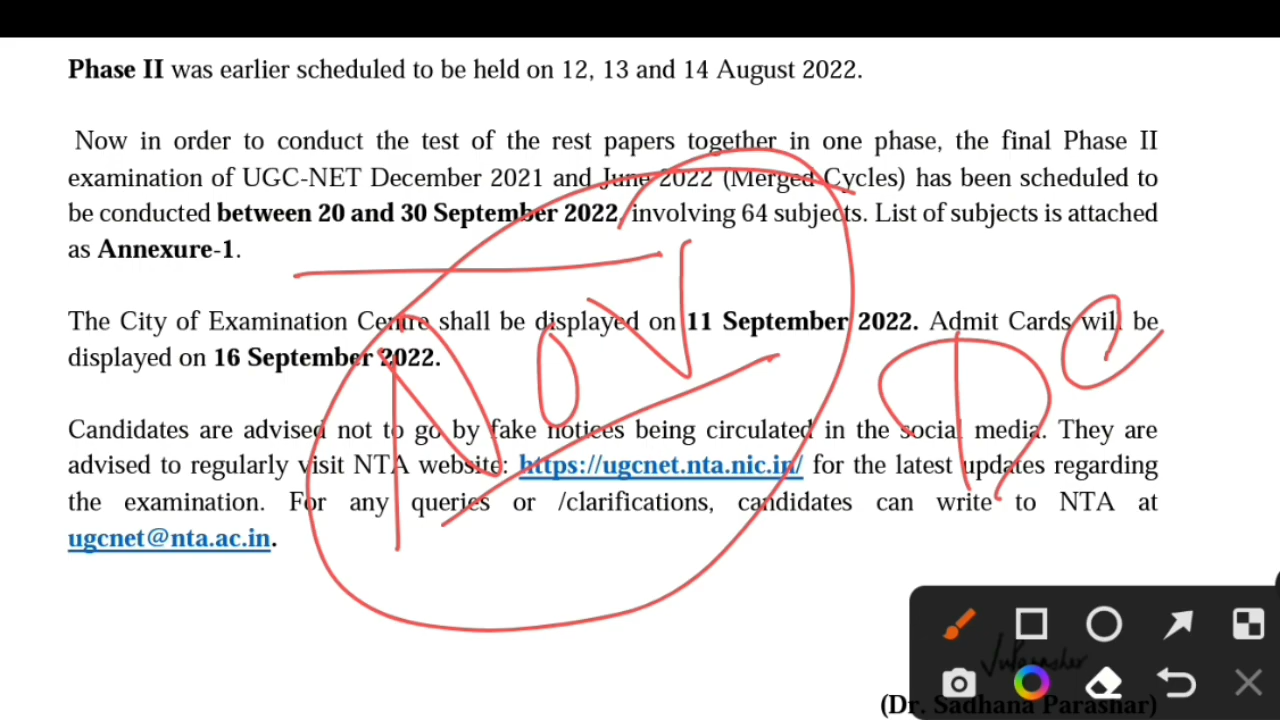 Phase II was earlier scheduled to be held on 12, 13 and 14 August 2022.
Now in order to conduct the test of the rest papers together in one phase, the final Phase II
examination of UGC-NET December 2021 and June 2022 (Merged Cycles) has been scheduled to
be conducted between 20 and 30 September 2022, involving 64 subjects. List of subjects is attached
as Annexure-1.
The City of Examination Centre shall be displayed on 11 September 2022. Admit Cards will be
displayed on 16 September 2022.
Nov
Candidates are advised not to go by fake notices being circulated in the social media. They are
advised to regularly visit NTA website: https://ugcnet.nta.nic.in/ for the latest updates regarding
the examination. For any queries or /clarifications, candidates can write to NTA at
ugcnet@nta.ac.in.
(Dr. Sadhana Parashar)